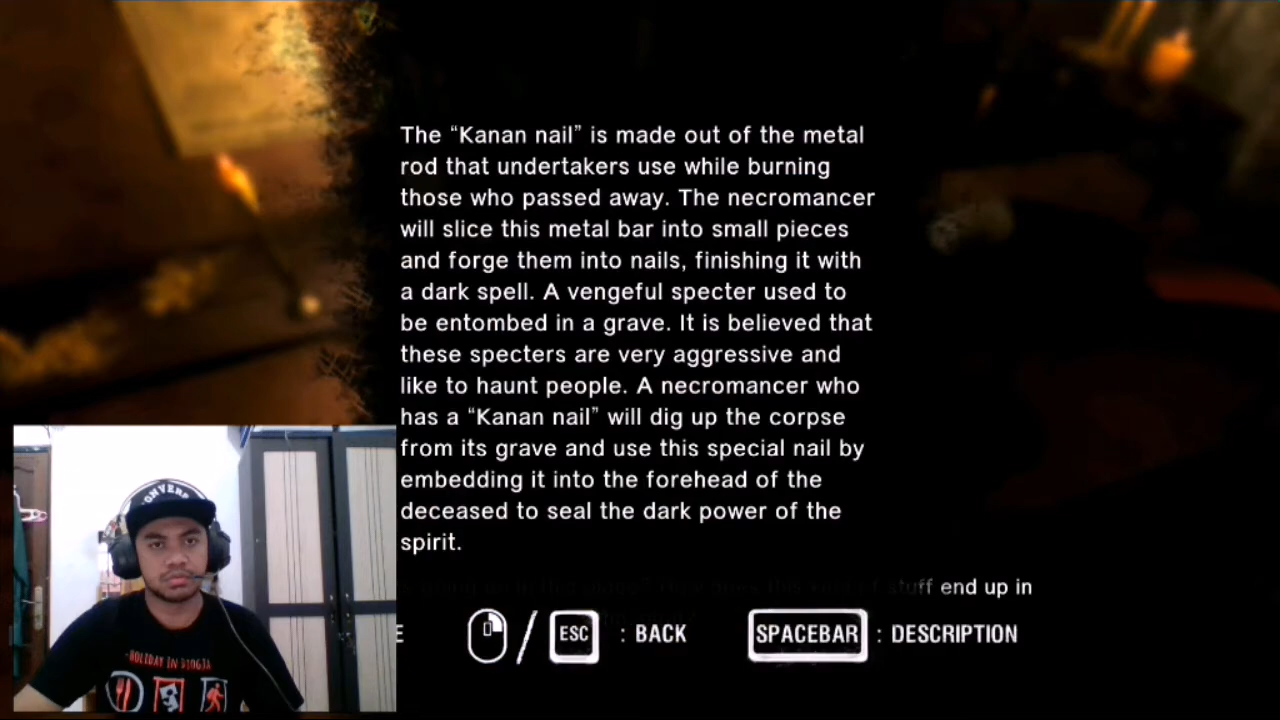 The “Kanan nail” is made out of the metal
rod that undertakers use while burning
those who passed away. The necromancer
will slice this metal bar into small pieces
and forge them into nails, finishing it with
a dark spell. A vengeful specter used to
be entombed in a grave. It is believed that
these specters are very aggressive and
like to haunt people. A necromancer who
has a “Kanan nail” will dig up the corpse
from its grave and use this special nail by
embedding it into the forehead of the
deceased to seal the dark power of the
spirit.
stuff end up in
E
ESC : BACK
SPACEBAR : DESCRIPTION
CONVERS
-HOLIDAY IN DJOGJA